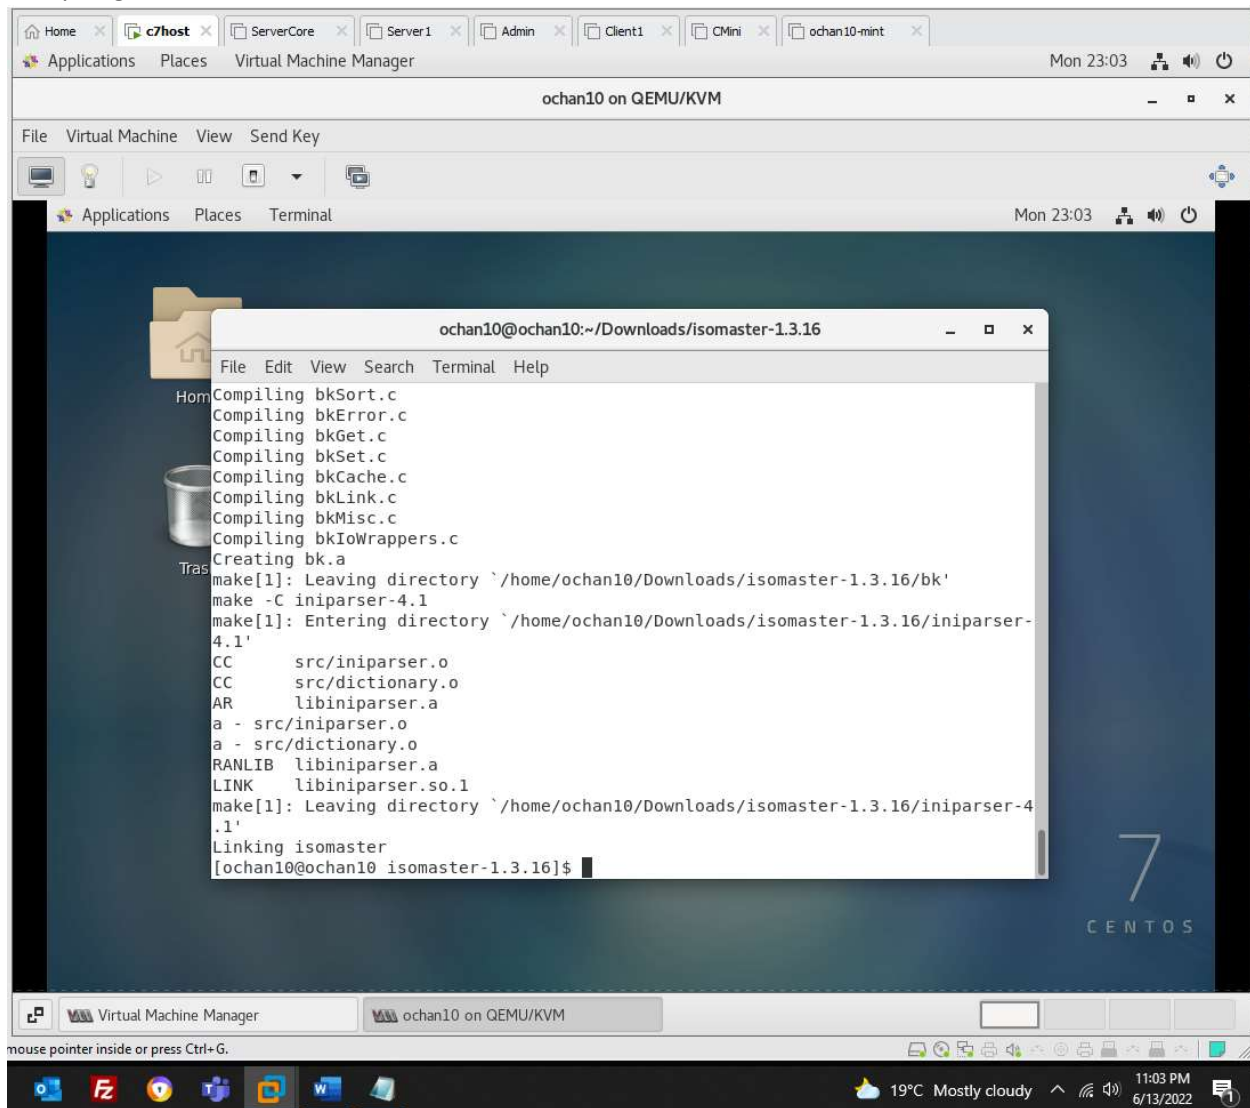 Home
c7host
ServerCore
Server1
Admin
Client1
CMini
ochan10-mint
Applications Places Virtual Machine Manager Mon 23:03
ochan10 on QEMU/KVM
File Virtual Machine View Send Key
Applications Places Terminal Mon 23:03
ochan10@ochan10:~/Downloads/isomaster-1.3.16
File Edit View Search Terminal Help
Hom
Compiling bkSort.c
Compiling bkError.c
Compiling bkGet.c
Compiling bkSet.c
Compiling bkCache.c
Compiling bkLink.c
Compiling bkMisc.c
Compiling bkIoWrappers.c
Creating bk.a
Tras
make[1]: Leaving directory `/home/ochan10/Downloads/isomaster-1.3.16/bk'
make -C iniparser-4.1
make[1]: Entering directory `/home/ochan10/Downloads/isomaster-1.3.16/iniparser-
4.1'
CC      src/iniparser.o
CC      src/dictionary.o
AR      libiniparser.a
a - src/iniparser.o
a - src/dictionary.o
RANLIB  libiniparser.a
LINK    libiniparser.so.1
make[1]: Leaving directory `/home/ochan10/Downloads/isomaster-1.3.16/iniparser-4
.1'
Linking isomaster
[ochan10@ochan10 isomaster-1.3.16]$
7
CENTOS
Virtual Machine Manager
ochan10 on QEMU/KVM
mouse pointer inside or press Ctrl+G.
19°C Mostly cloudy
11:03 PM
6/13/2022
1